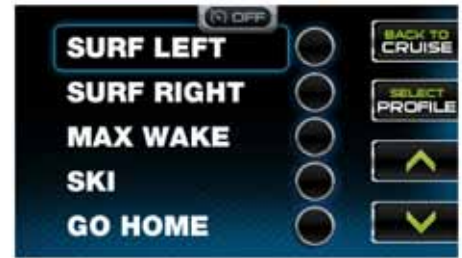 OFF
SURF LEFT
SURF RIGHT
MAX WAKE
SKI
GO HOME
BACK TO
CRUISE
SELECT
PROFILE